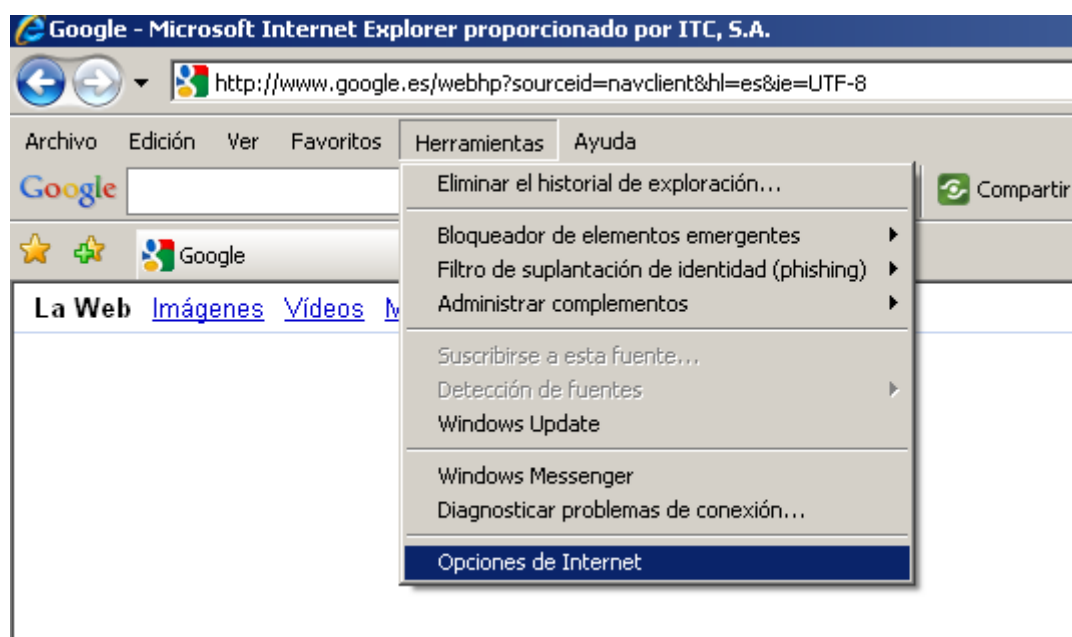 Google - Microsoft Internet Explorer proporcionado por ITC, S.A.
http://www.google.es/webhp?sourceid=navclient&hl=es&ie=UTF-8
Archivo Edición Ver Favoritos Herramientas Ayuda
Google
Compartir
Google
La Web Imágenes Vídeos
Eliminar el historial de exploración...
Bloqueador de elementos emergentes
Filtro de suplantación de identidad (phishing)
Administrar complementos
Suscribirse a esta fuente...
Detección de fuentes
Windows Update
Windows Messenger
Diagnosticar problemas de conexión...
Opciones de Internet